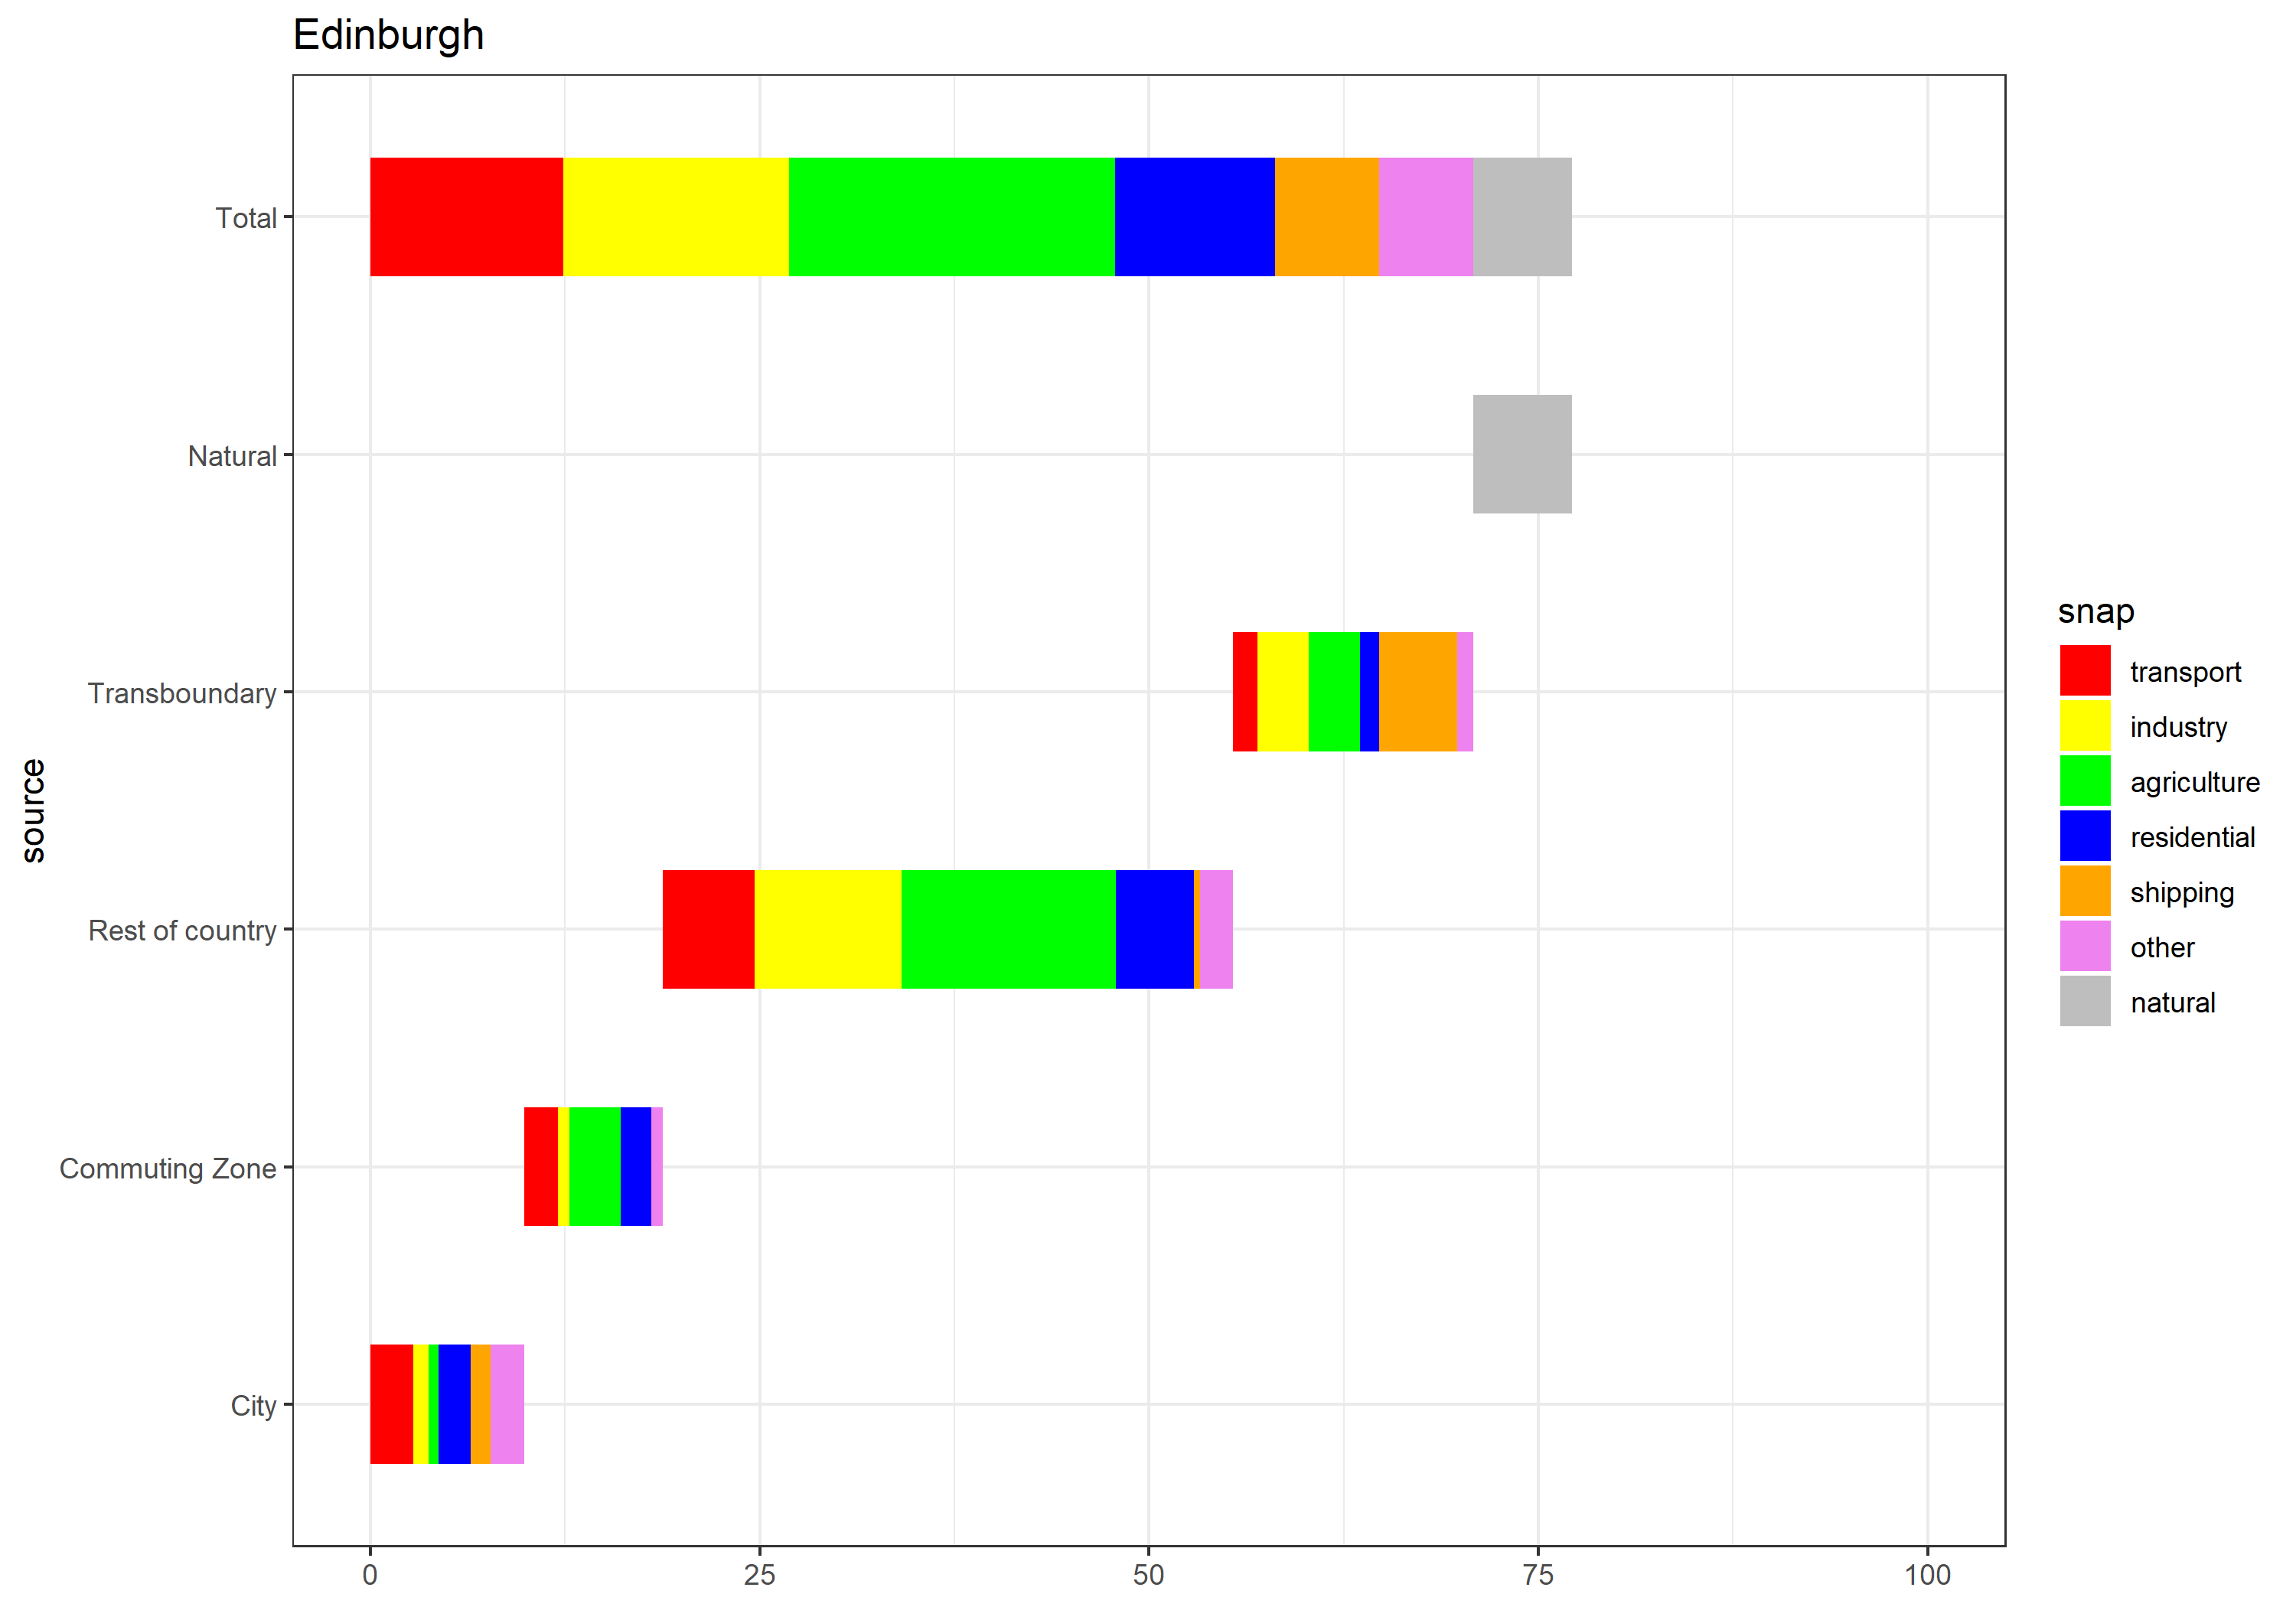 Edinburgh
Total
Natural
Transboundary
Rest of country
Commuting Zone
City
source
0 25 50 75 100
snap
transport
industry
agriculture
residential
shipping
other
natural